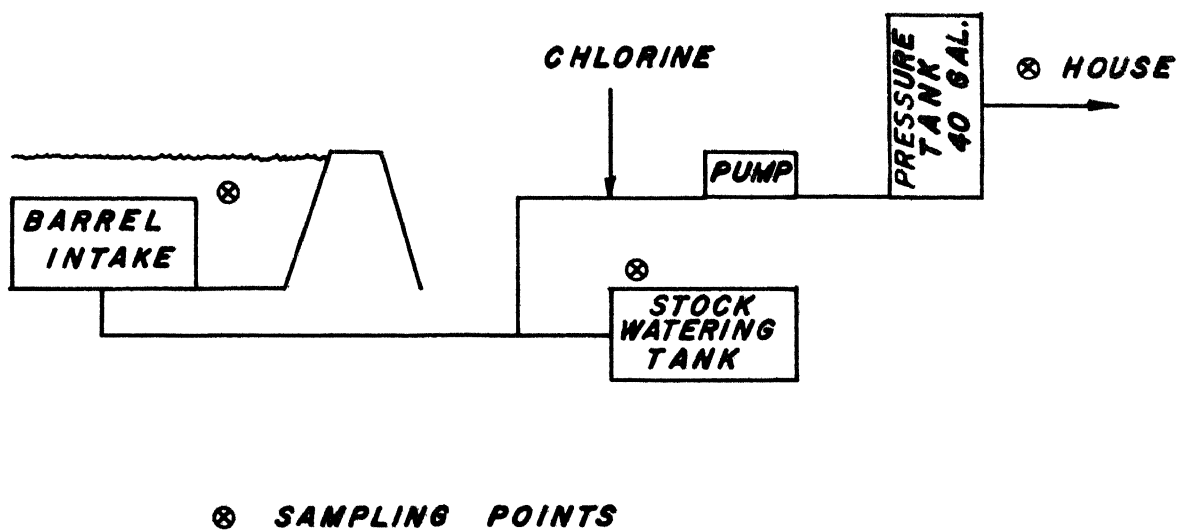 CHLORINE
PRESSURE
TANK
40 GAL.
⊗ HOUSE
BARREL
INTAKE
PUMP
⊗
⊗
STOCK
WATERING
TANK
⊗ SAMPLING POINTS